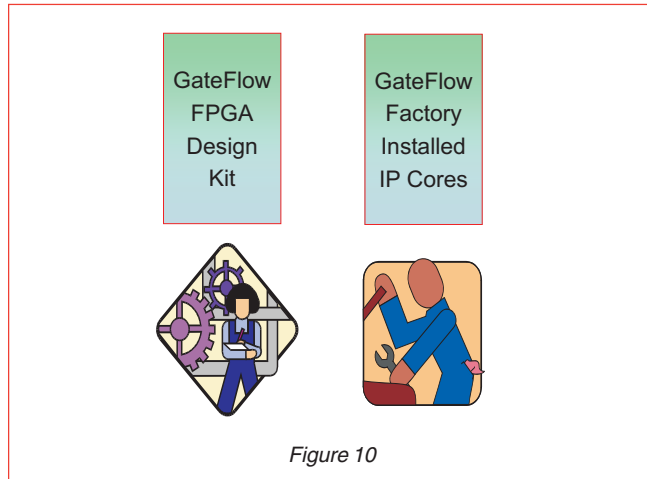 GateFlow
FPGA
Design
Kit
GateFlow
Factory
Installed
IP Cores
Figure 10